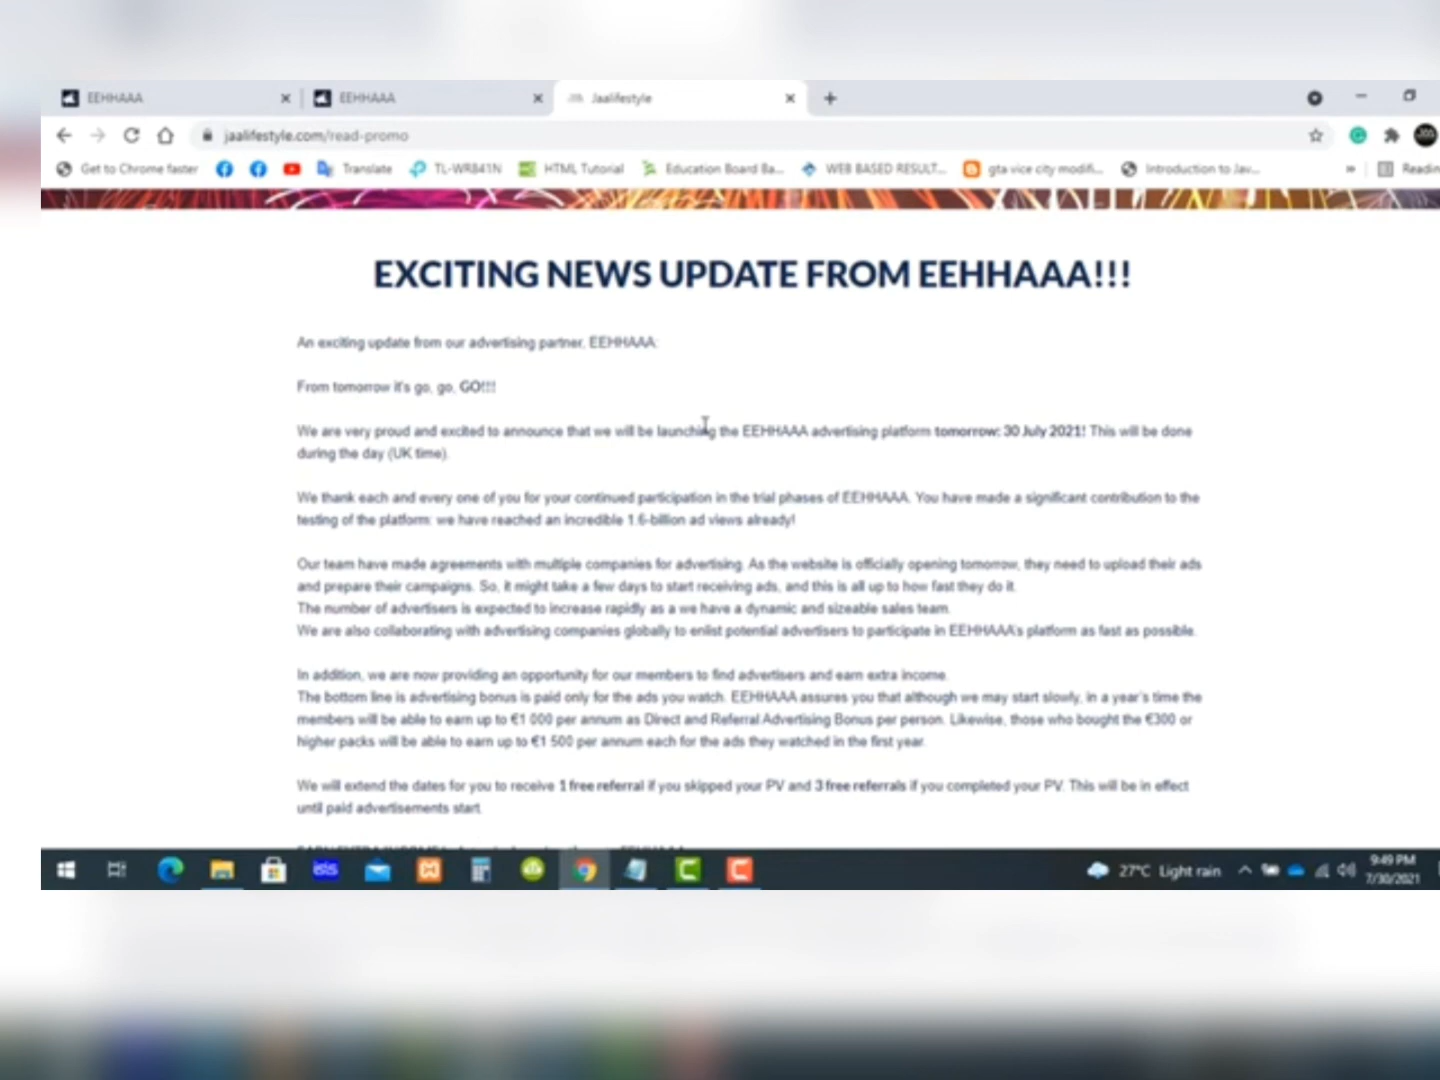 EEHHAAA
EEHHAAA
Jaalifestyle
jaalifestyle.com/read-promo
Get to Chrome faster
Translate
TL-WR841N
HTML Tutorial
Education Board Ba...
WEB BASED RESULT...
gta vice city modifi...
Introduction to Jav...
»
Readin
EXCITING NEWS UPDATE FROM EEHHAAA!!!
An exciting update from our advertising partner, EEHHAAA:
From tomorrow it's go, go, GO!!!
We are very proud and excited to announce that we will be launching the EEHHAAA advertising platform tomorrow: 30 July 2021! This will be done
during the day (UK time).
We thank each and every one of you for your continued participation in the trial phases of EEHHAAA. You have made a significant contribution to the
testing of the platform: we have reached an incredible 1.6-billion ad views already!
Our team have made agreements with multiple companies for advertising. As the website is officially opening tomorrow, they need to upload their ads
and prepare their campaigns. So, it might take a few days to start receiving ads, and this is all up to how fast they do it.
The number of advertisers is expected to increase rapidly as a we have a dynamic and sizeable sales team.
We are also collaborating with advertising companies globally to enlist potential advertisers to participate in EEHHAAA's platform as fast as possible.
In addition, we are now providing an opportunity for our members to find advertisers and earn extra income.
The bottom line is advertising bonus is paid only for the ads you watch. EEHHAAA assures you that although we may start slowly, in a year's time the
members will be able to earn up to €1 000 per annum as Direct and Referral Advertising Bonus per person. Likewise, those who bought the €300 or
higher packs will be able to earn up to €1 500 per annum each for the ads they watched in the first year.
We will extend the dates for you to receive 1 free referral if you skipped your PV and 3 free referrals if you completed your PV. This will be in effect
until paid advertisements start.
27°C Light rain
9:49 PM
7/30/2021